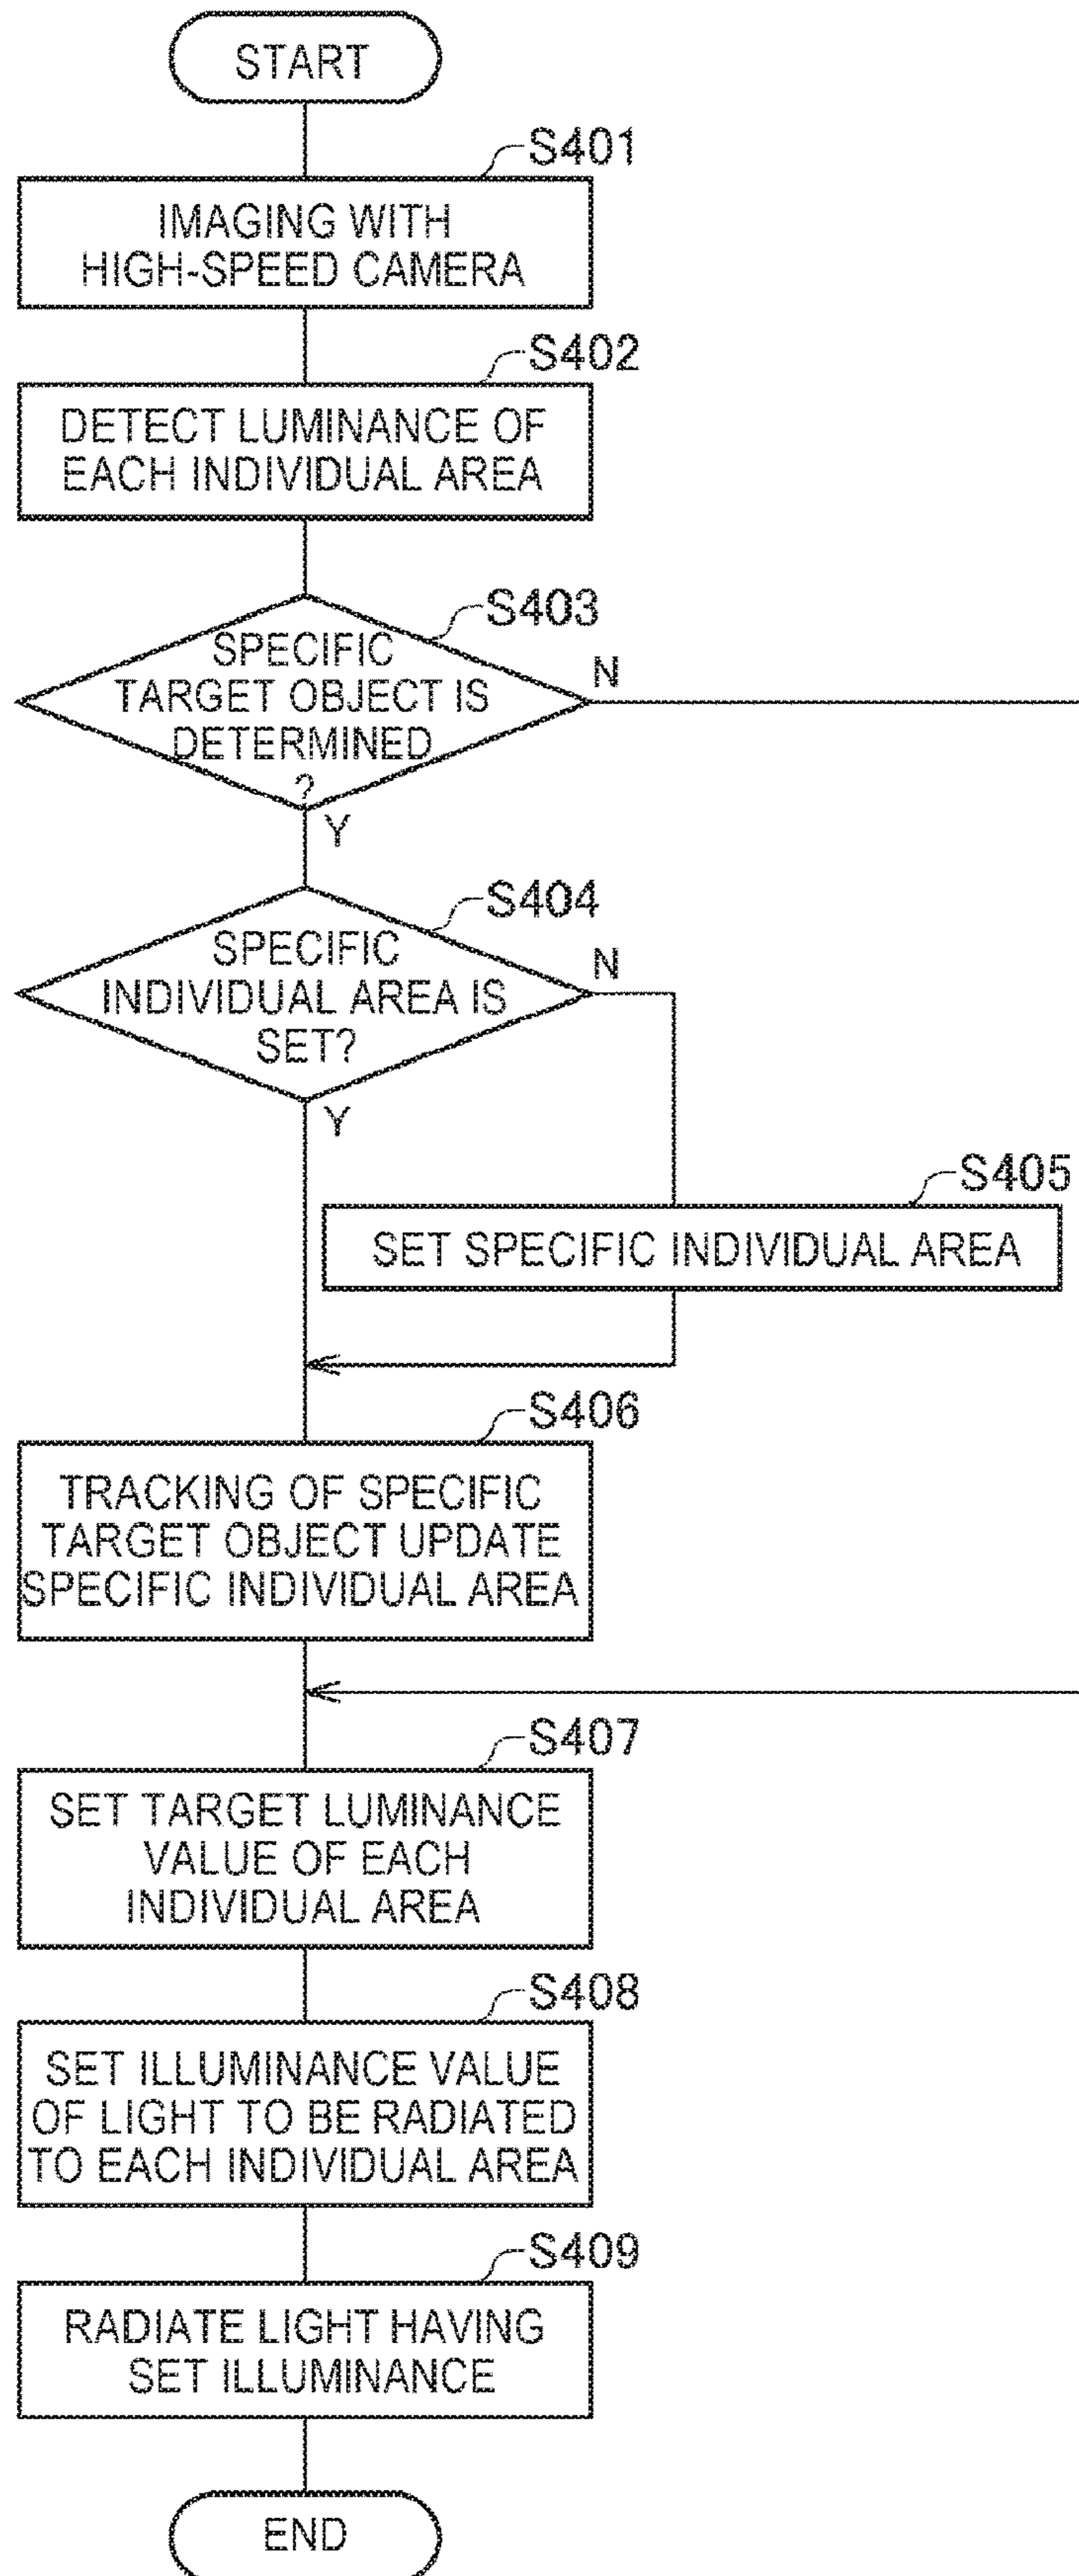 START
S401
IMAGING WITH
HIGH-SPEED CAMERA
S402
DETECT LUMINANCE OF
EACH INDIVIDUAL AREA
S403
SPECIFIC
TARGET OBJECT IS
DETERMINED
?
N
Y
S404
SPECIFIC
INDIVIDUAL AREA IS
SET?
N
Y
S405
SET SPECIFIC INDIVIDUAL AREA
S406
TRACKING OF SPECIFIC
TARGET OBJECT UPDATE
SPECIFIC INDIVIDUAL AREA
S407
SET TARGET LUMINANCE
VALUE OF EACH
INDIVIDUAL AREA
S408
SET ILLUMINANCE VALUE
OF LIGHT TO BE RADIATED
TO EACH INDIVIDUAL AREA
S409
RADIATE LIGHT HAVING
SET ILLUMINANCE
END